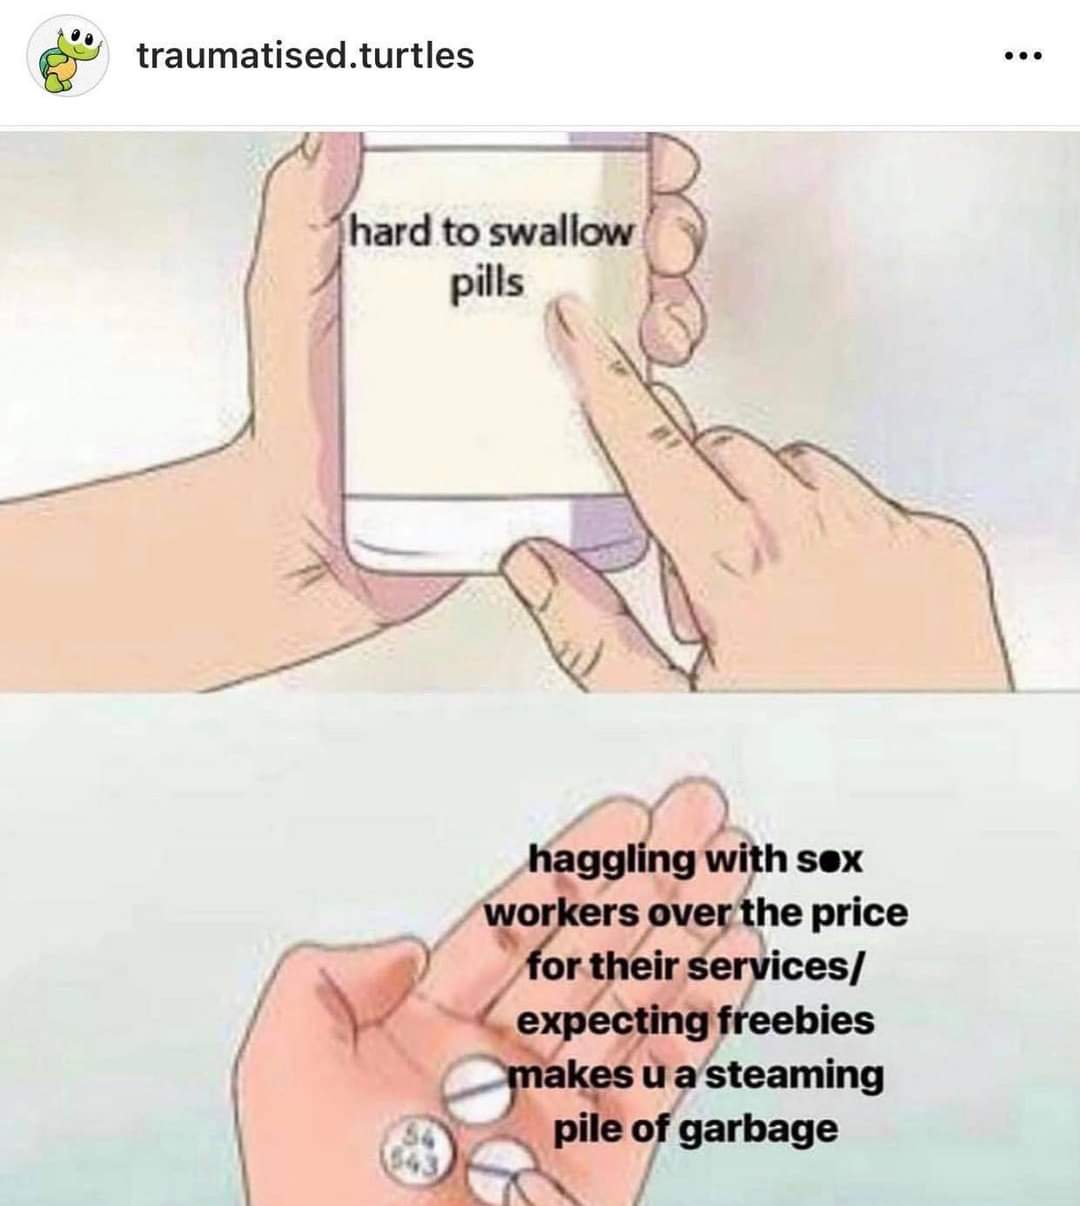 traumatised.turtles
hard to swallow
pills
haggling with sex
workers over the price
for their services/
expecting freebies
makes u a steaming
pile of garbage